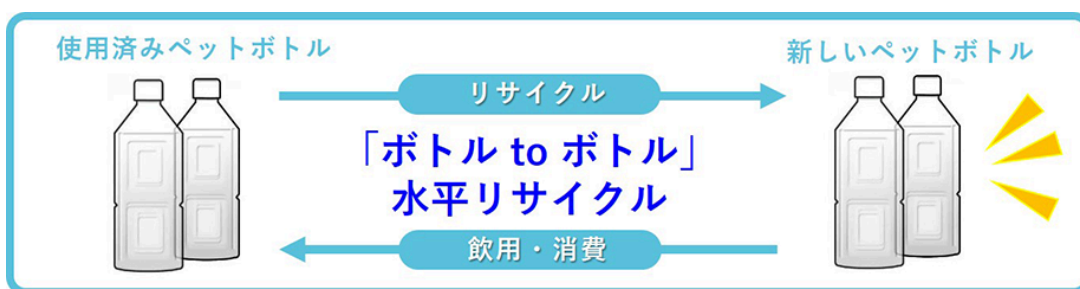 使用済みペットボトル
新しいペットボトル
リサイクル
「ボトル to ボトル」
水平リサイクル
飲用・消費